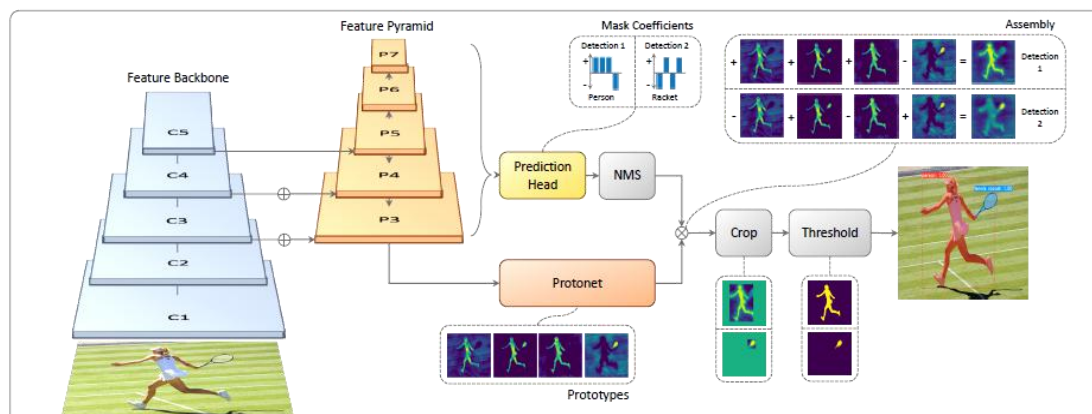 Feature Backbone
C5
C4
C3
C2
C1
Feature Pyramid
P7
P6
P5
P4
P3
Mask Coefficients
Detection 1
+
-
Person
Detection 2
+
-
Racket
Prediction
Head
NMS
Protonet
Prototypes
Assembly
+ + + - = Detection
1
- + - + = Detection
2
Crop
Threshold